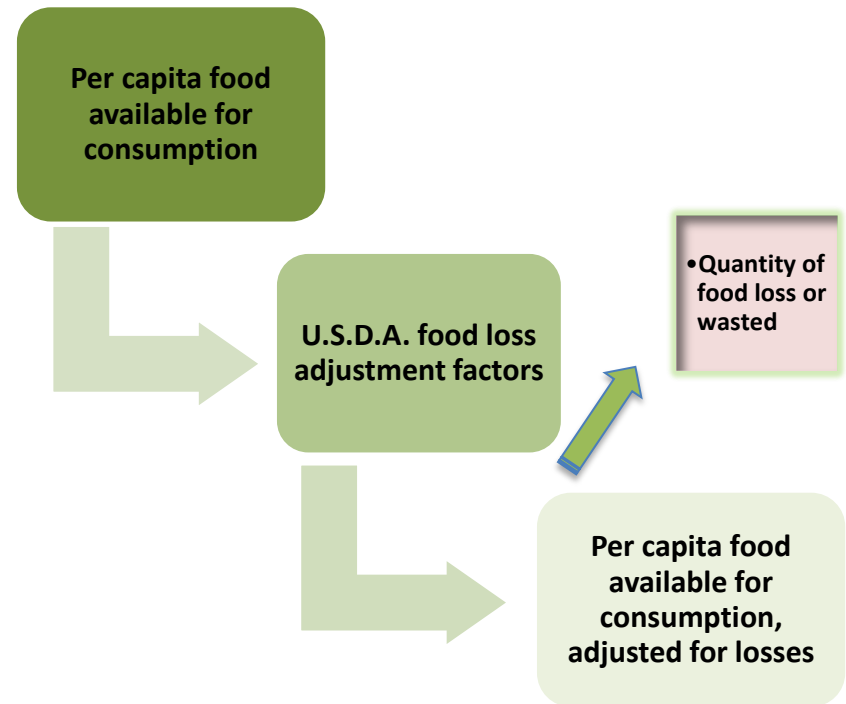 Per capita food
available for
consumption
•Quantity of
food loss or
wasted
U.S.D.A. food loss
adjustment factors
Per capita food
available for
consumption,
adjusted for losses